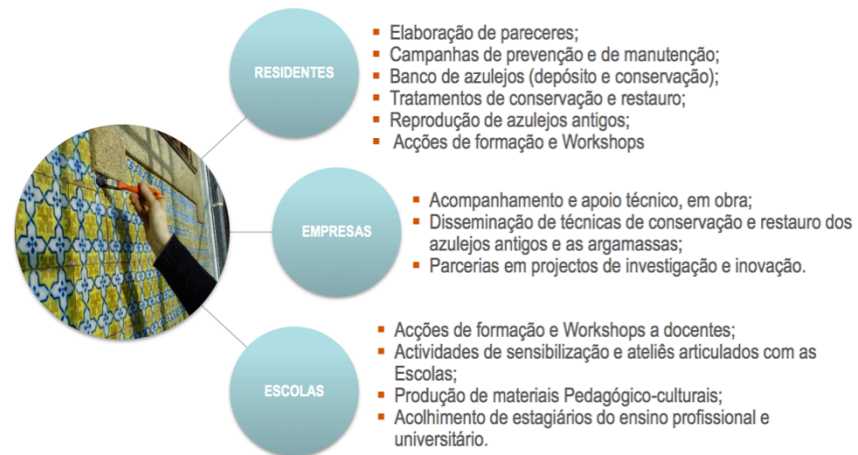 RESIDENTES
▪ Elaboração de pareceres;
▪ Campanhas de prevenção e de manutenção;
▪ Banco de azulejos (depósito e conservação);
▪ Tratamentos de conservação e restauro;
▪ Reprodução de azulejos antigos;
▪ Acções de formação e Workshops
EMPRESAS
▪ Acompanhamento e apoio técnico, em obra;
▪ Disseminação de técnicas de conservação e restauro dos
azulejos antigos e as argamassas;
▪ Parcerias em projectos de investigação e inovação.
ESCOLAS
▪ Acções de formação e Workshops a docentes;
▪ Actividades de sensibilização e ateliês articulados com as
Escolas;
▪ Produção de materiais Pedagógico-culturais;
▪ Acolhimento de estagiários do ensino profissional e
universitário.